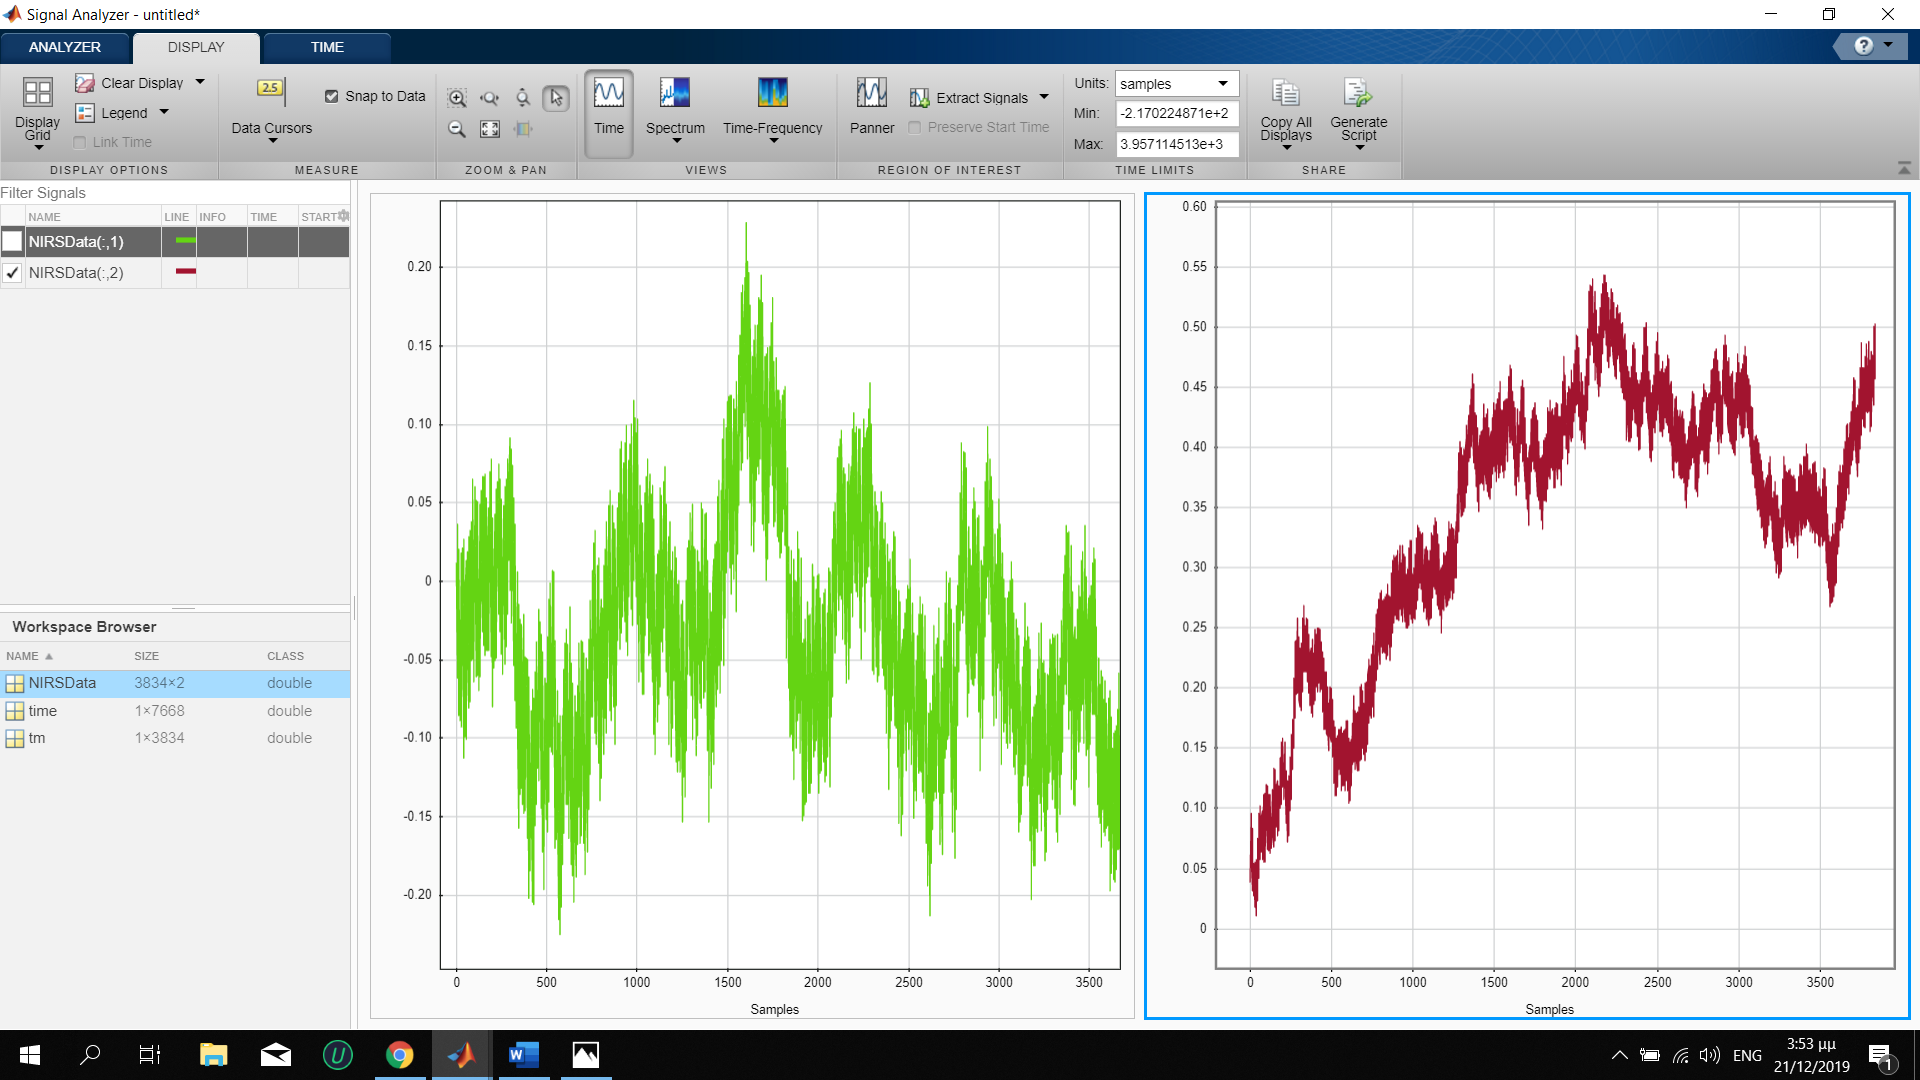 Signal Analyzer - untitled*
ANALYZER DISPLAY TIME
Display Grid
Clear Display
Legend
Link Time
DISPLAY OPTIONS
2.5
Data Cursors
Snap to Data
MEASURE
ZOOM & PAN
Time
Spectrum
Time-Frequency
VIEWS
Panner
Extract Signals
Preserve Start Time
REGION OF INTEREST
Units: samples
Min: -2.170224871e+2
Max: 3.957114513e+3
TIME LIMITS
Copy All Displays
Generate Script
SHARE
Filter Signals
NAME LINE INFO TIME START
NIRSData(:,1)
NIRSData(:,2)
Workspace Browser
NAME SIZE CLASS
NIRSData 3834×2 double
time 1×7668 double
tm 1×3834 double
0.20
0.15
0.10
0.05
0
-0.05
-0.10
-0.15
-0.20
0 500 1000 1500 2000 2500 3000 3500
Samples
0.60
0.55
0.50
0.45
0.40
0.35
0.30
0.25
0.20
0.15
0.10
0.05
0
0 500 1000 1500 2000 2500 3000 3500
Samples
ENG
3:53 μμ
21/12/2019
1